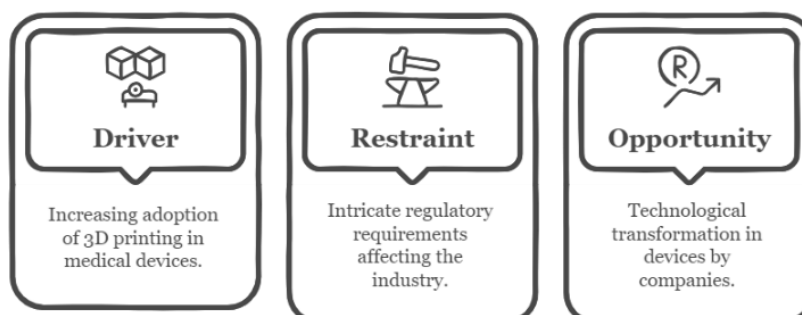 Driver
Increasing adoption
of 3D printing in
medical devices.
R
Restraint
Intricate regulatory
requirements
affecting the
industry.
Opportunity
Technological
transformation in
devices by
companies.